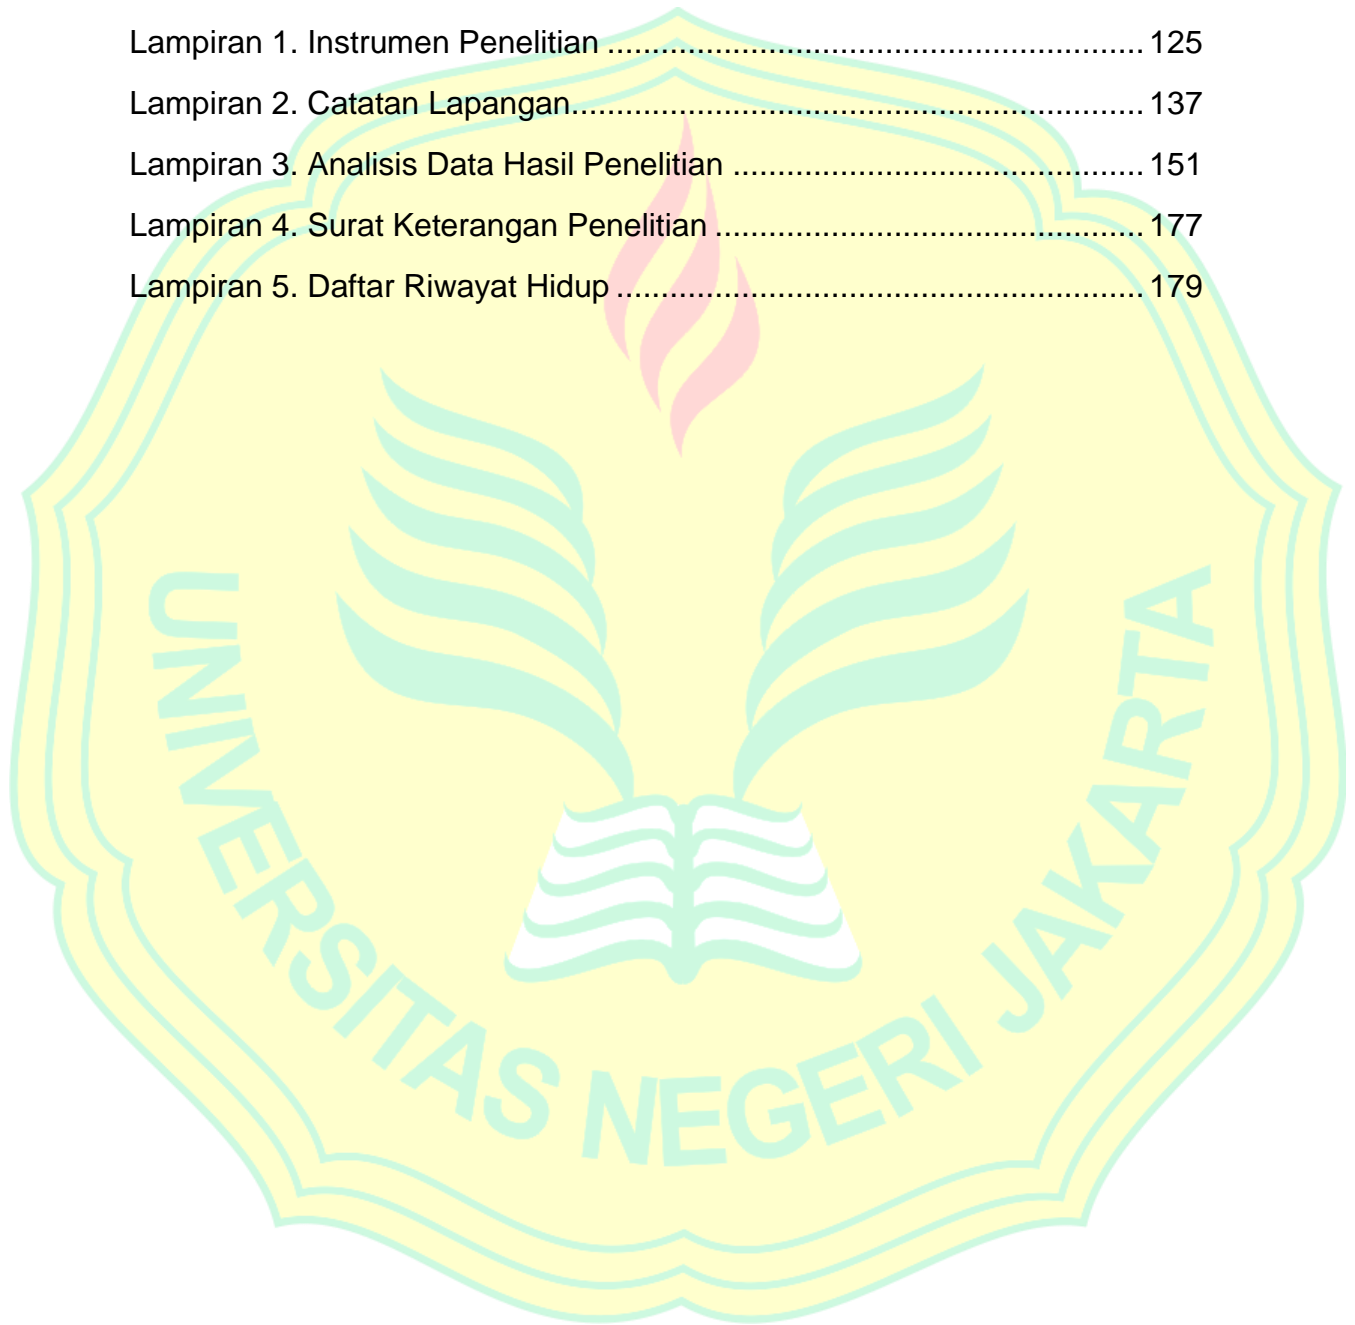 Lampiran 1. Instrumen Penelitian ............................................................ 125
Lampiran 2. Catatan Lapangan................................................................ 137
Lampiran 3. Analisis Data Hasil Penelitian .............................................. 151
Lampiran 4. Surat Keterangan Penelitian ................................................ 177
Lampiran 5. Daftar Riwayat Hidup ........................................................... 179
UNIVERSITAS NEGERI JAKARTA